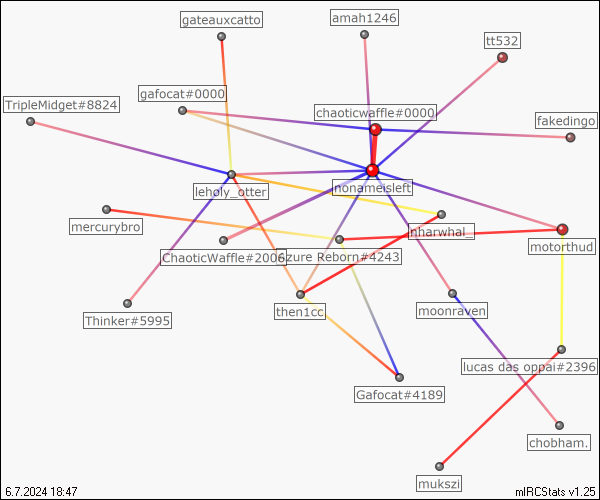 gateauxcatto
amah1246
tt532
gafocat#0000
TripleMidget#8824
chaoticwaffle#0000
fakedingo
nonameisleft
leholy_otter
mercurybro
nharwhal_
motorthud
ChaoticWaffle#2006
Azure Reborn#4243
then1cc
moonraven
Thinker#5995
lucas das oppai#2396
Gafocat#4189
chobham.
mukszi
6.7.2024 18:47
mIRCStats v1.25